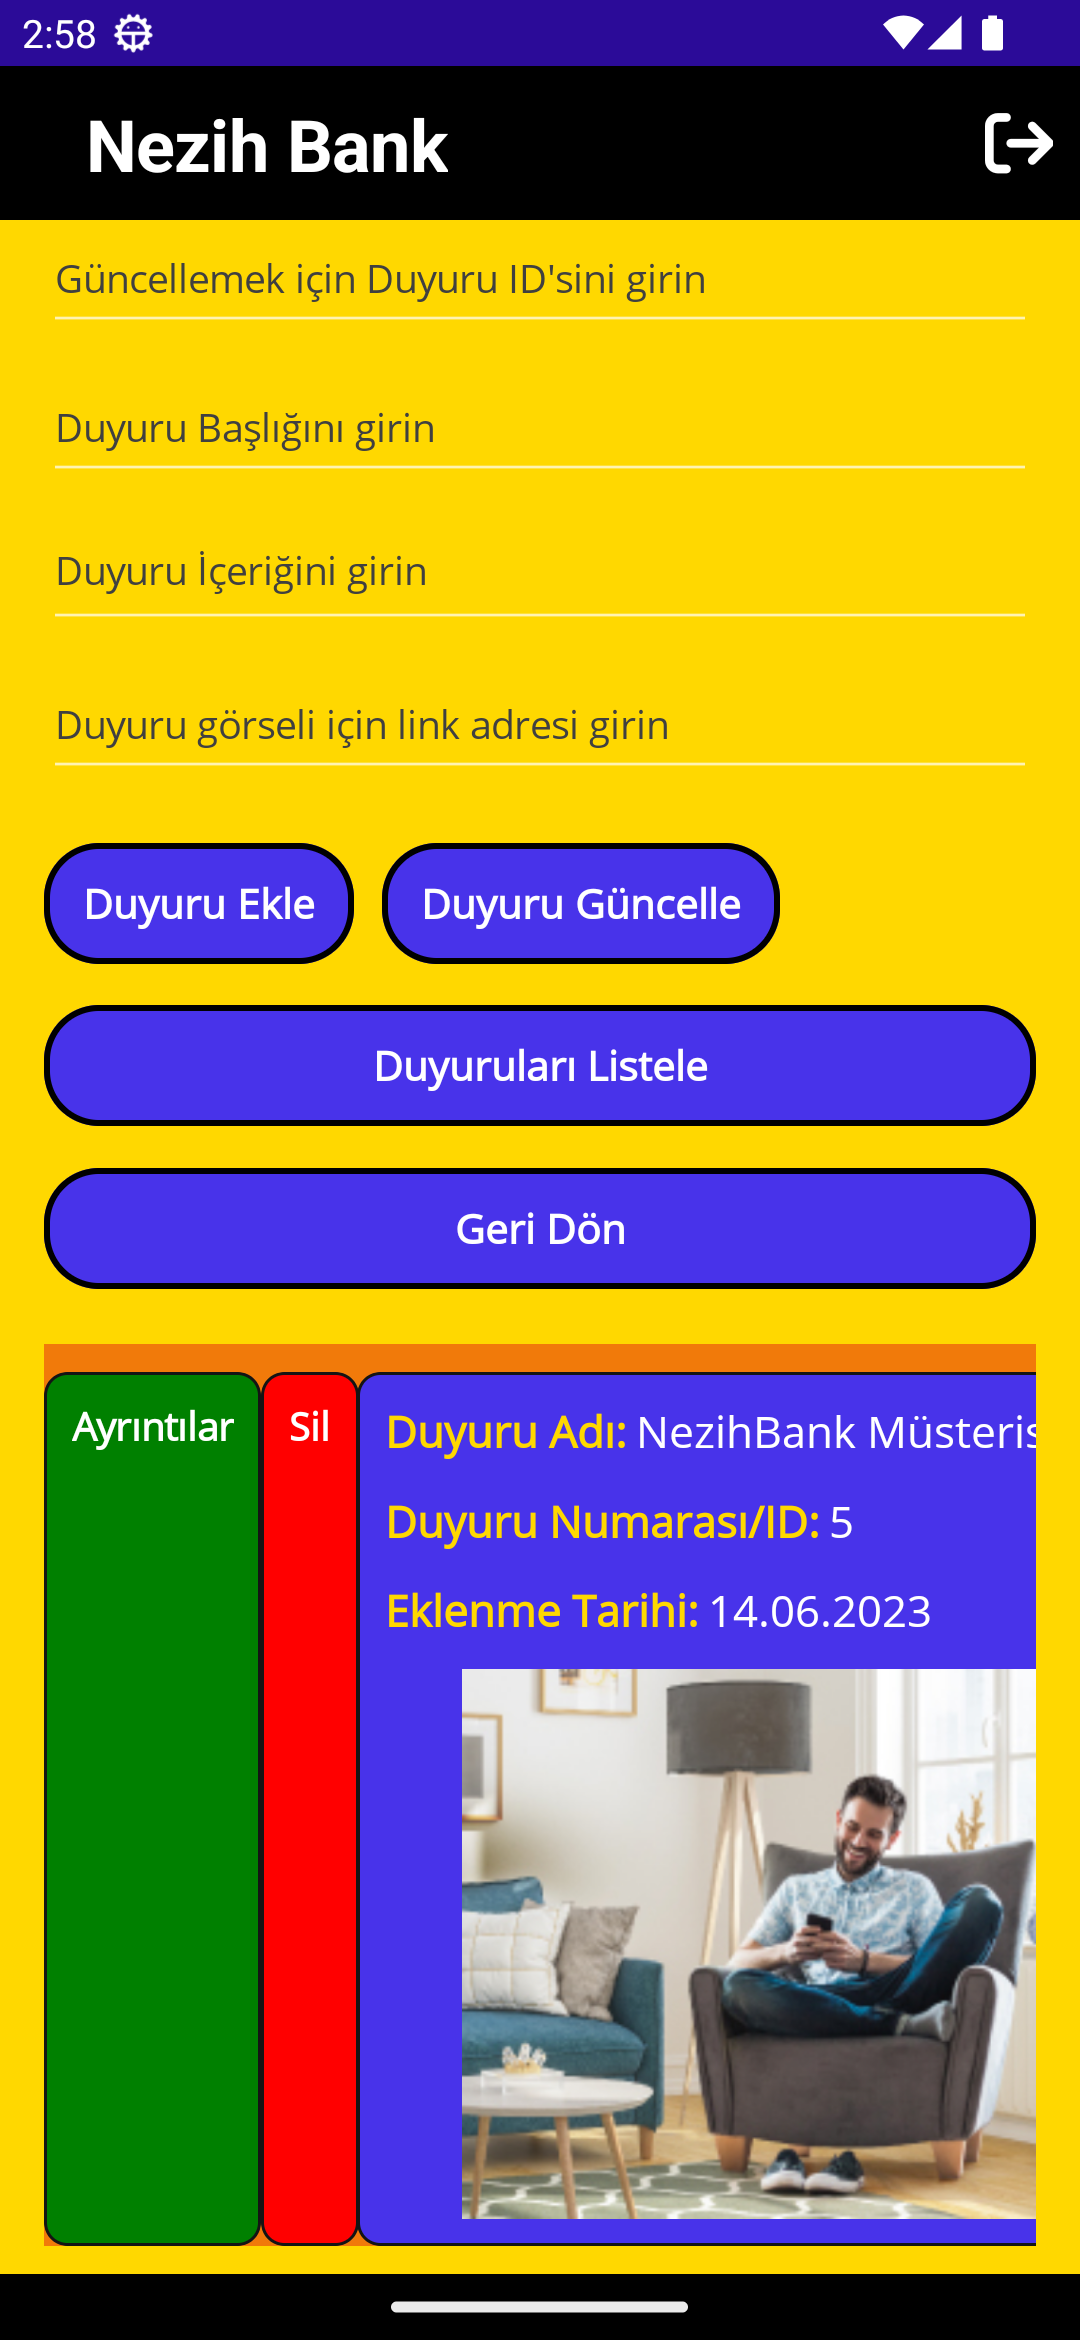 2:58
Nezih Bank
Güncellemek için Duyuru ID'sini girin
Duyuru Başlığını girin
Duyuru İçeriğini girin
Duyuru görseli için link adresi girin
Duyuru Ekle Duyuru Güncelle
Duyuruları Listele
Geri Dön
Ayrıntılar Sil Duyuru Adı: NezihBank
Duyuru Numarası/ID: 5
Eklenme Tarihi: 14.06.2023